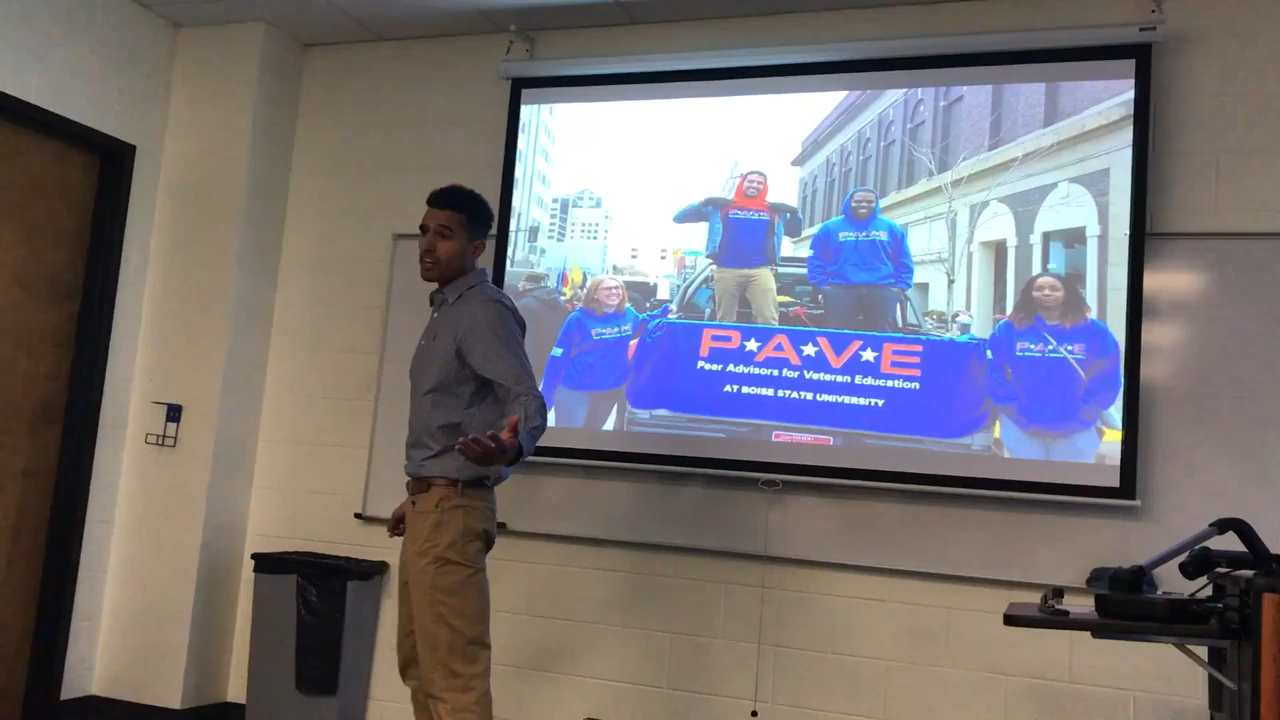 P★A★V★E
Peer Advisors for Veteran Education
AT BOISE STATE UNIVERSITY
P★A★V★E
P★A★V★E
P★A★V★E